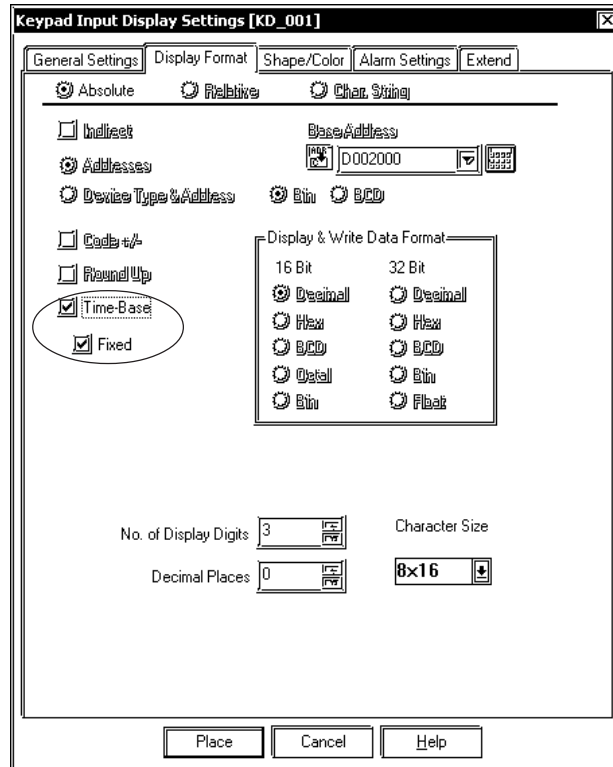 Keypad Input Display Settings [KD_001]
General Settings Display Format Shape/Color Alarm Settings Extend
Absolute Relative Char. String
Indirect Base Address
Addresses D002000
Device Type & Address Bin BCD
Code +/- Display & Write Data Format
Round Up 16 Bit 32 Bit
Time-Base Decimal Decimal
Fixed Hex Hex
BCD BCD
Octal Bin
Bin Float
No. of Display Digits 3 Character Size
Decimal Places 0 8×16
Place Cancel Help